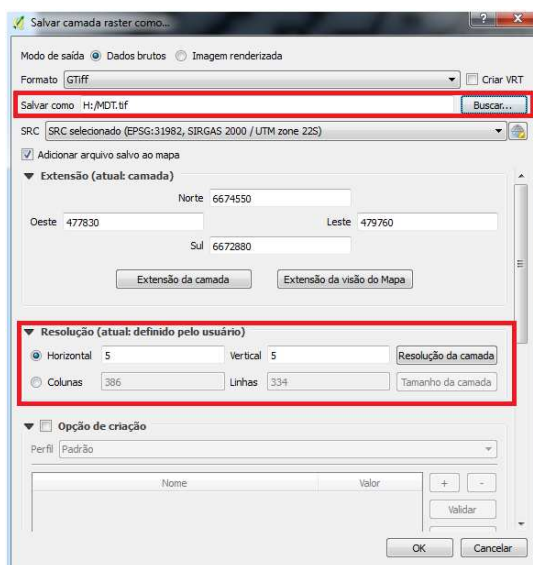 Salvar camada raster como...
Modo de saída Dados brutos Imagem renderizada
Formato GTiff Criar VRT
Salvar como H:/MDT.tif Buscar...
SRC SRC selecionado (EPSG:31982, SIRGAS 2000 / UTM zone 22S)
Adicionar arquivo salvo ao mapa
Extensão (atual: camada)
Norte 6674550
Oeste 477830 Leste 479760
Sul 6672880
Extensão da camada Extensão da visão do Mapa
Resolução (atual: definido pelo usuário)
Horizontal 5 Vertical 5 Resolução da camada
Colunas 386 Linhas 334 Tamanho da camada
Opção de criação
Perfil Padrão
Nome Valor + -
Validar
OK Cancelar